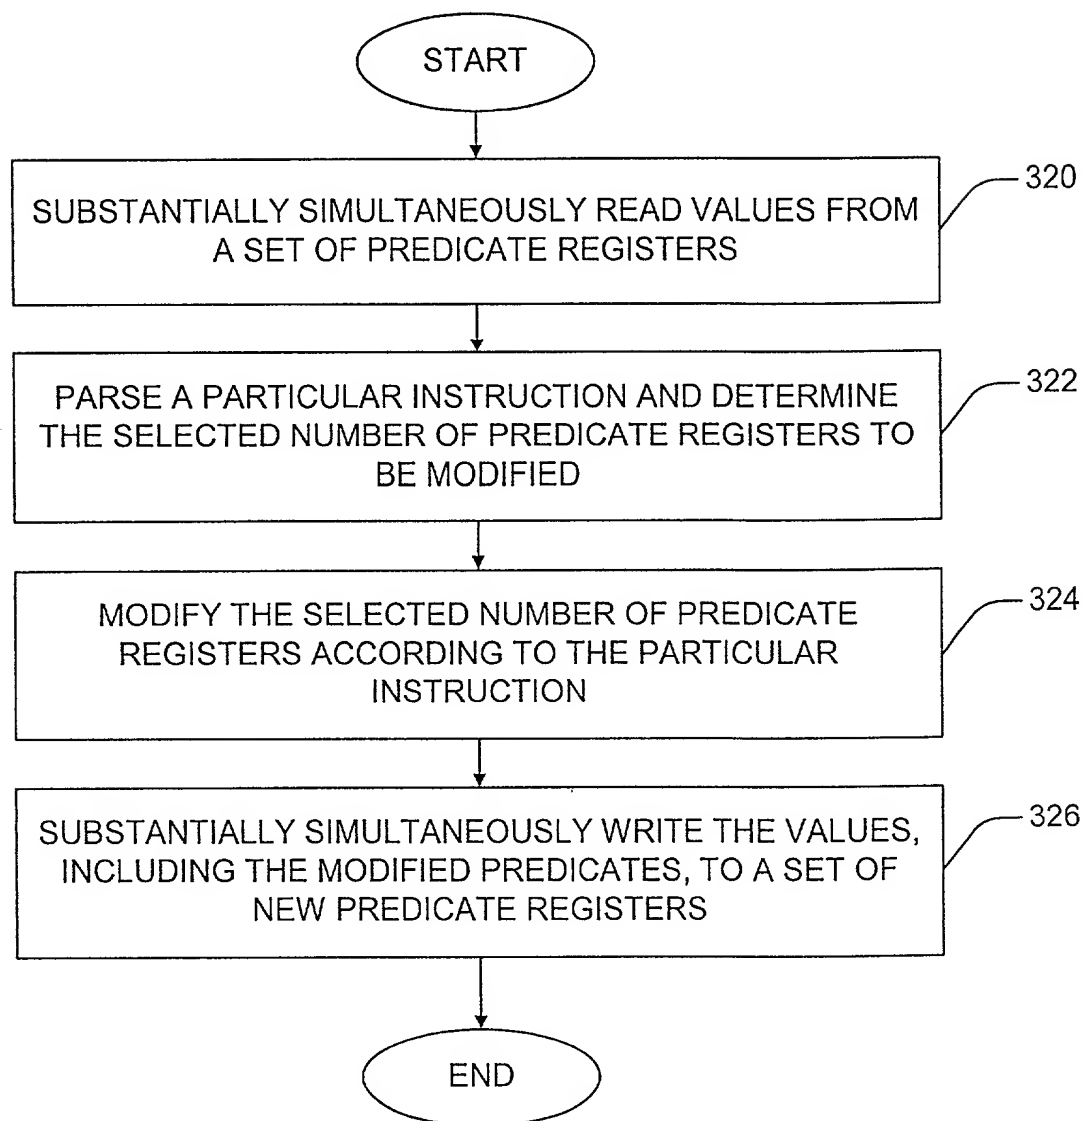 START
SUBSTANTIALLY SIMULTANEOUSLY READ VALUES FROM
A SET OF PREDICATE REGISTERS
320
PARSE A PARTICULAR INSTRUCTION AND DETERMINE
THE SELECTED NUMBER OF PREDICATE REGISTERS TO
BE MODIFIED
322
MODIFY THE SELECTED NUMBER OF PREDICATE
REGISTERS ACCORDING TO THE PARTICULAR
INSTRUCTION
324
SUBSTANTIALLY SIMULTANEOUSLY WRITE THE VALUES,
INCLUDING THE MODIFIED PREDICATES, TO A SET OF
NEW PREDICATE REGISTERS
326
END